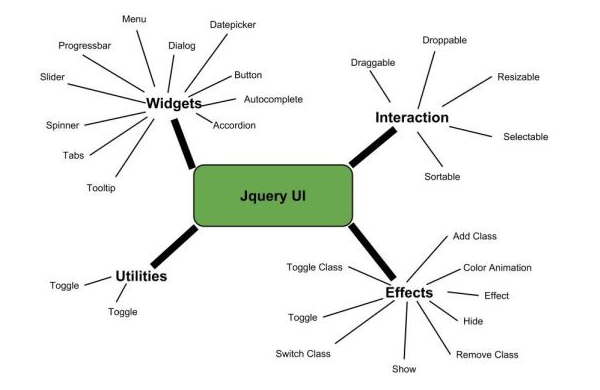 Menu
Datepicker
Progressbar
Dialog
Slider
Button
Widgets
Autocomplete
Spinner
Accordion
Tabs
Tooltip
Droppable
Draggable
Resizable
Interaction
Selectable
Sortable
Jquery UI
Utilities
Toggle
Toggle
Add Class
Toggle Class
Color Animation
Effects
Effect
Toggle
Hide
Switch Class
Remove Class
Show